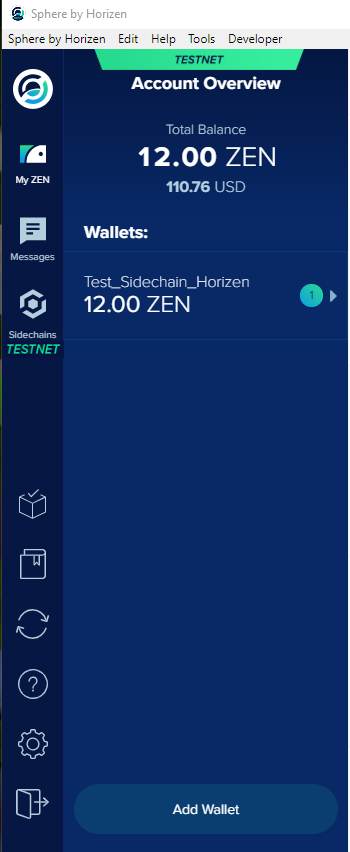 Sphere by Horizen
Sphere by Horizen Edit Help Tools Developer
TESTNET
Account Overview
Total Balance
12.00 ZEN
110.76 USD
My ZEN
Wallets:
Messages
Test_Sidechain_Horizen
12.00 ZEN
1
Sidechains
TESTNET
?
Add Wallet